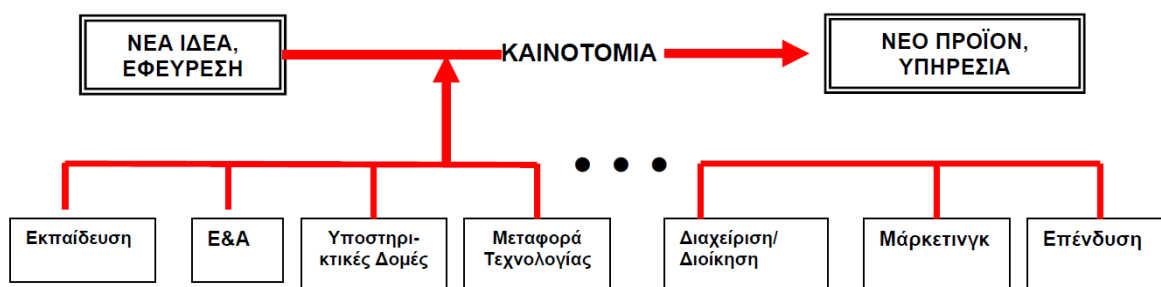 ΝΕΑ ΙΔΕΑ,
ΕΦΕΥΡΕΣΗ
ΚΑΙΝΟΤΟΜΙΑ
ΝΕΟ ΠΡΟΪΟΝ,
ΥΠΗΡΕΣΙΑ
Εκπαίδευση
Ε&Α
Υποστηρι-
κτικές Δομές
Μεταφορά
Τεχνολογίας
Διαχείριση/
Διοίκηση
Μάρκετινγκ
Επένδυση